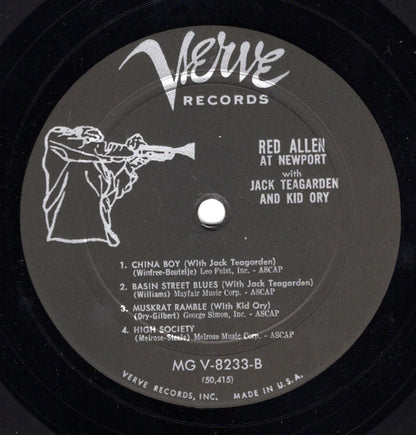 Verve
RECORDS
RED ALLEN
AT NEWPORT
with
JACK TEAGARDEN
AND KID ORY
1. CHINA BOY (With Jack Teagarden)
(Winfree-Boutelje) Leo Feist, Inc. - ASCAP
2. BASIN STREET BLUES (With Jack Teagarden)
(Williams) Mayfair Music Corp. - ASCAP
3. MUSKRAT RAMBLE (With Kid Ory)
(Ory-Gilbert) George Simon, Inc. - ASCAP
4. HIGH SOCIETY
(Melrose-Steele) Melrose Music Corp. - ASCAP
MG V-8233-B
(50,415)
VERVE RECORDS, INC. MADE IN U.S.A.